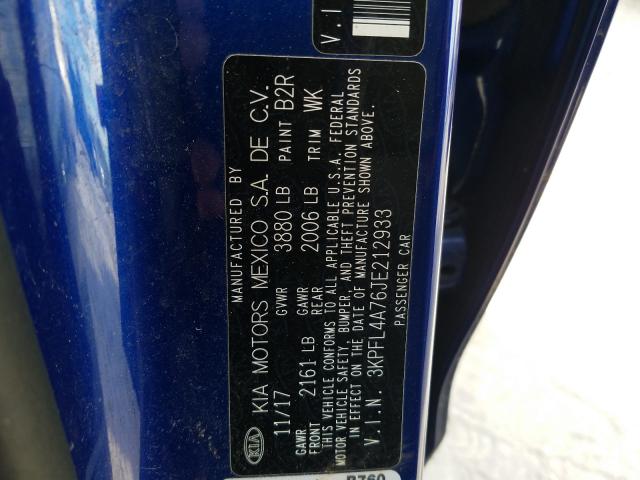 MANUFACTURED BY
KIA KIA MOTORS MEXICO S.A. DE C.V.
11/17 GVWR 3880 LB PAINT B2R
GAWR FRONT 2161 LB GAWR REAR 2006 LB TRIM WK
THIS VEHICLE CONFORMS TO ALL APPLICABLE U.S.A. FEDERAL
MOTOR VEHICLE SAFETY, BUMPER, AND THEFT PREVENTION STANDARDS
IN EFFECT ON THE DATE OF MANUFACTURE SHOWN ABOVE.
V.I.N. 3KPFL4A76JE212933
PASSENGER CAR
V.I
B760